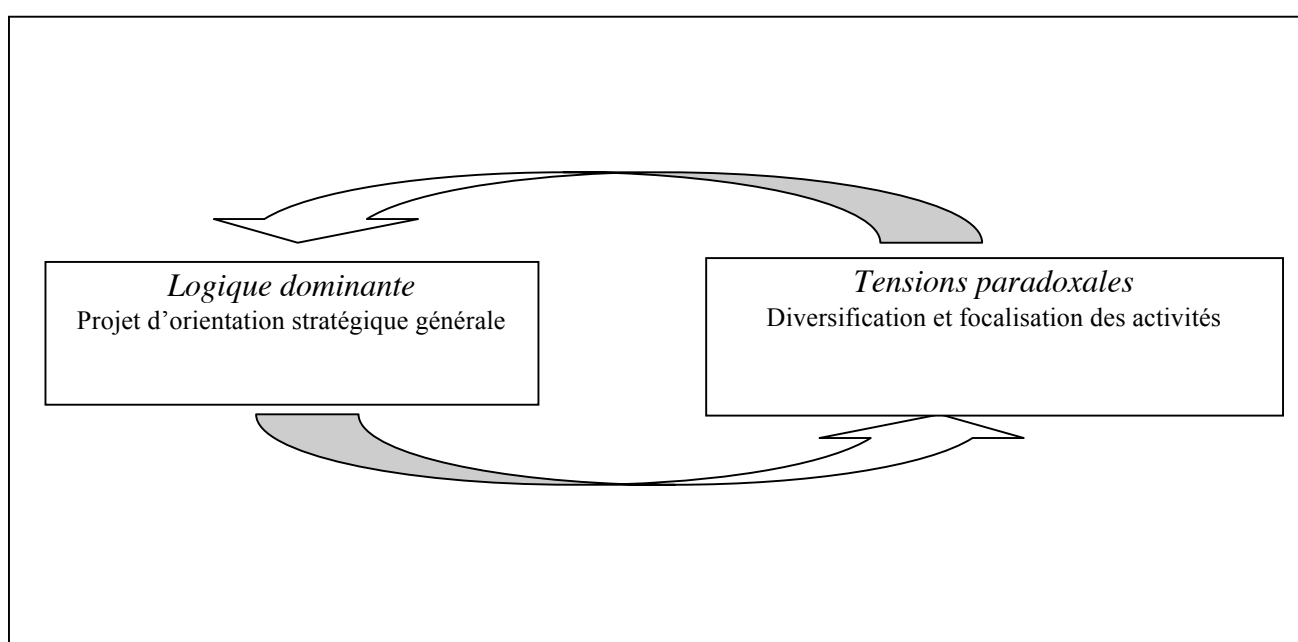 Logique dominante
Projet d’orientation stratégique générale
Tensions paradoxales
Diversification et focalisation des activités